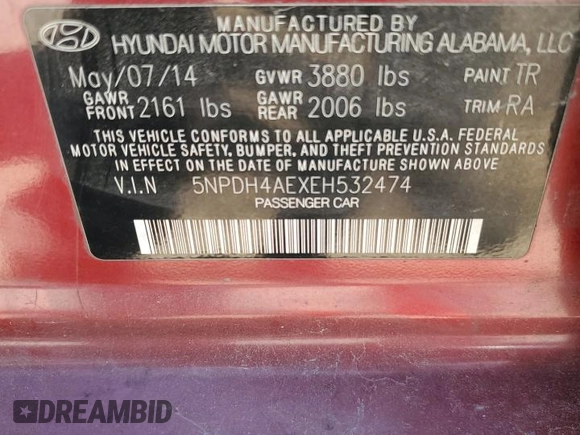 MANUFACTURED BY
HYUNDAI MOTOR MANUFACTURING ALABAMA, LLC
May/07/14 GVWR 3880 lbs PAINT TR
GAWR FRONT 2161 lbs GAWR REAR 2006 lbs TRIM RA
THIS VEHICLE CONFORMS TO ALL APPLICABLE U.S.A. FEDERAL
MOTOR VEHICLE SAFETY, BUMPER, AND THEFT PREVENTION STANDARDS
IN EFFECT ON THE DATE OF MANUFACTURE SHOWN ABOVE.
V.I.N 5NPDH4AEXEH532474
PASSENGER CAR
DREAMBID